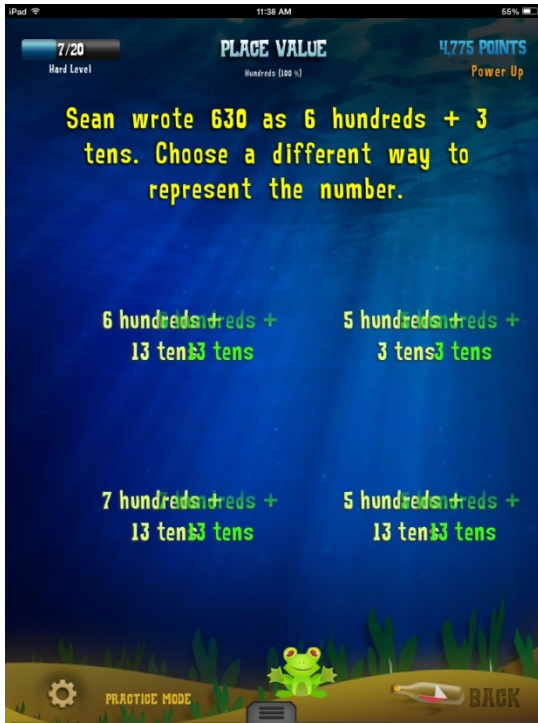 iPad 11:38 AM 55%
7/20 PLACE VALUE 4,775 POINTS
Hard Level Hundreds (100 %) Power Up
Sean wrote 630 as 6 hundreds + 3
tens. Choose a different way to
represent the number.
6 hundreds + 5 hundreds +
13 tens 3 tens
7 hundreds + 5 hundreds +
13 tens 13 tens
PRACTICE MODE BACK